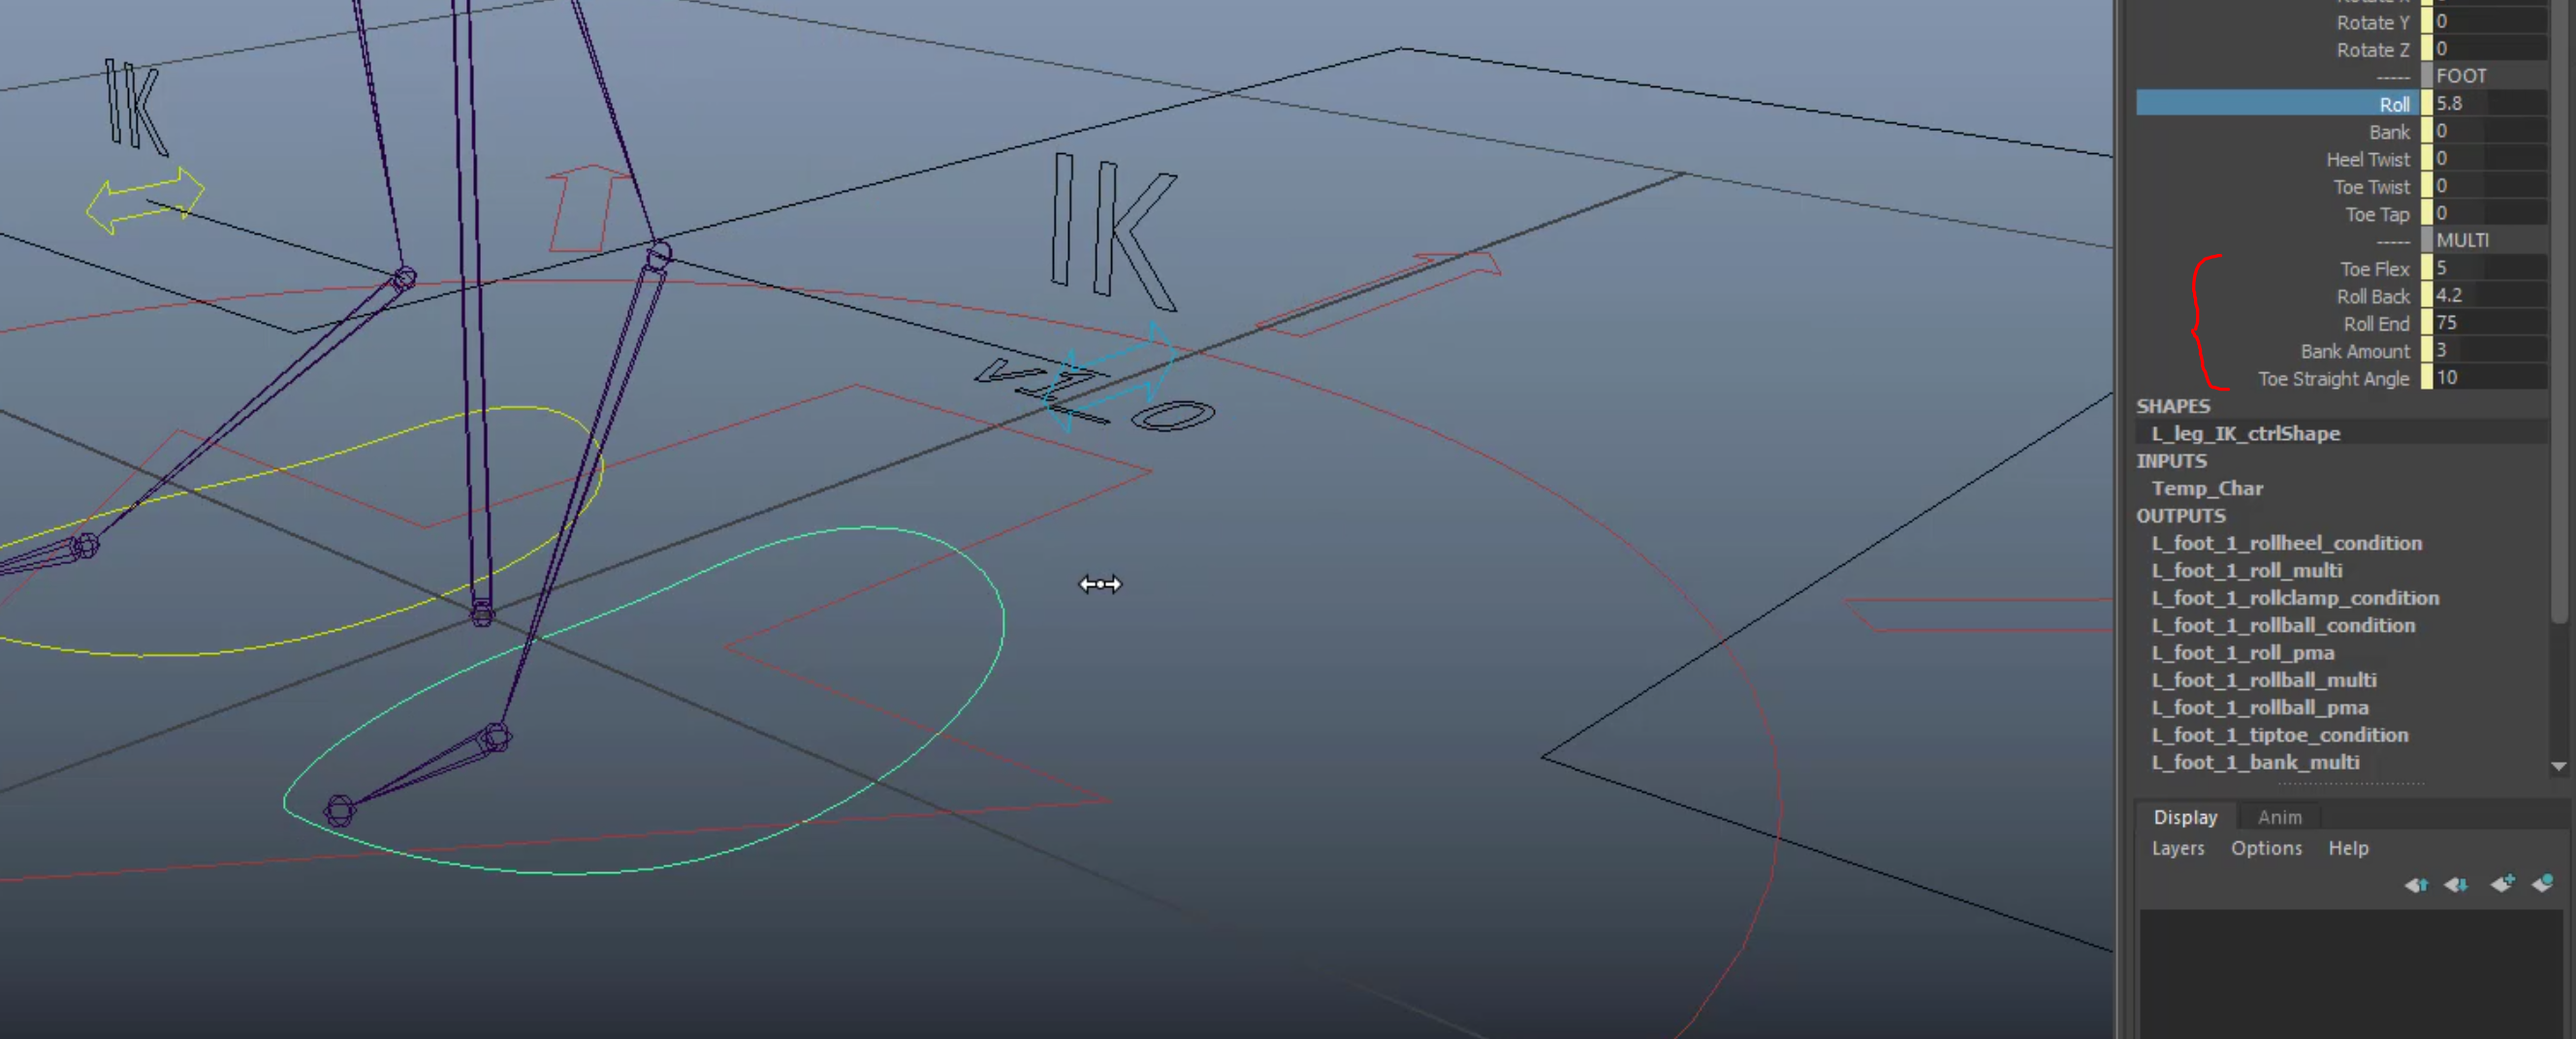 Rotate X
Rotate Y 0
Rotate Z 0
----- FOOT
Roll 5.8
Bank 0
Heel Twist 0
Toe Twist 0
Toe Tap 0
----- MULTI
Toe Flex 5
Roll Back 4.2
Roll End 75
Bank Amount 3
Toe Straight Angle 10
SHAPES
L_leg_IK_ctrlShape
INPUTS
Temp_Char
OUTPUTS
L_foot_1_rollheel_condition
L_foot_1_roll_multi
L_foot_1_rollclamp_condition
L_foot_1_rollball_condition
L_foot_1_roll_pma
L_foot_1_rollball_multi
L_foot_1_rollball_pma
L_foot_1_tiptoe_condition
L_foot_1_bank_multi
Display Anim
Layers Options Help
IK
IK